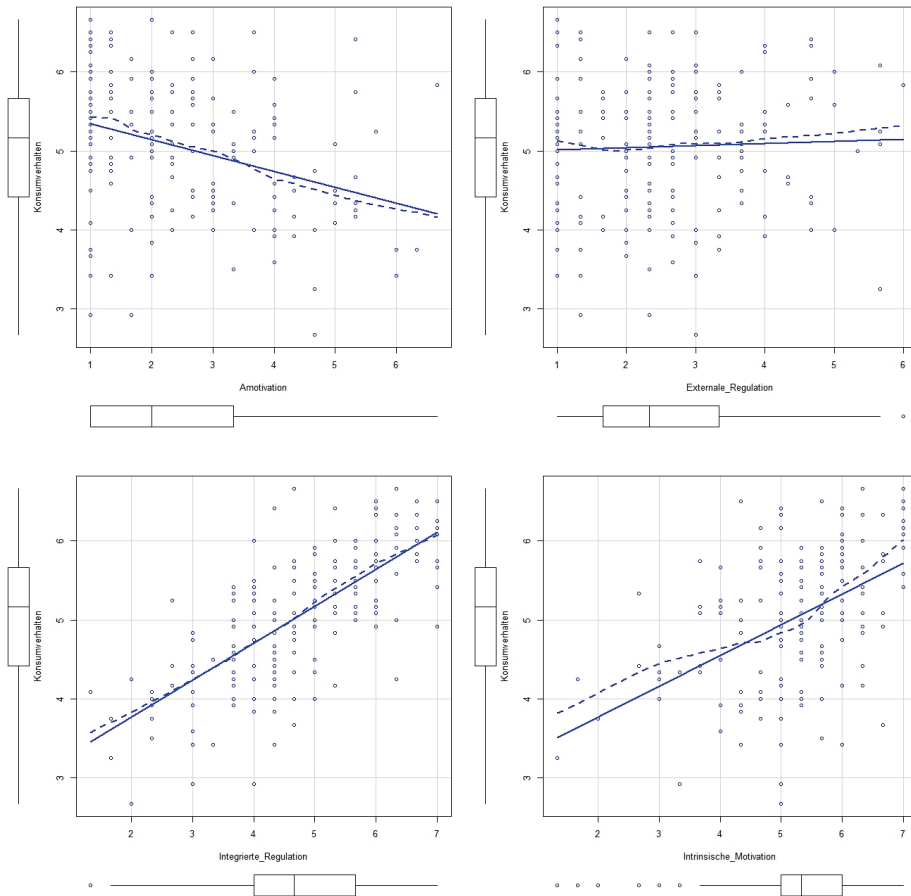 6
5
4
3
Konsumverhalten
1 2 3 4 5 6
Amotivation
6
5
4
3
Konsumverhalten
1 2 3 4 5 6
Externale_Regulation
6
5
4
3
Konsumverhalten
2 3 4 5 6 7
Integrierte_Regulation
6
5
4
3
Konsumverhalten
2 3 4 5 6 7
Intrinsische_Motivation